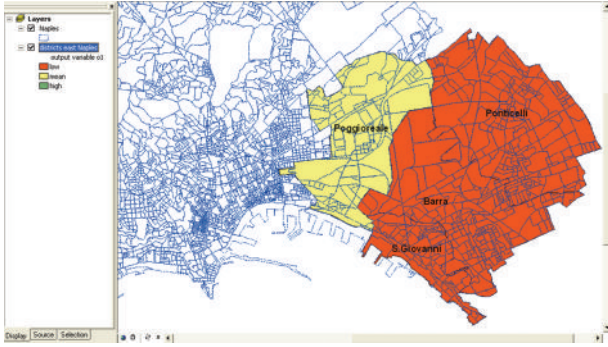 Layers
Naples
districts east Naples
output variable o3
low
mean
high
Display Source Selection
Poggioreale
Ponticelli
Barra
S.Giovanni